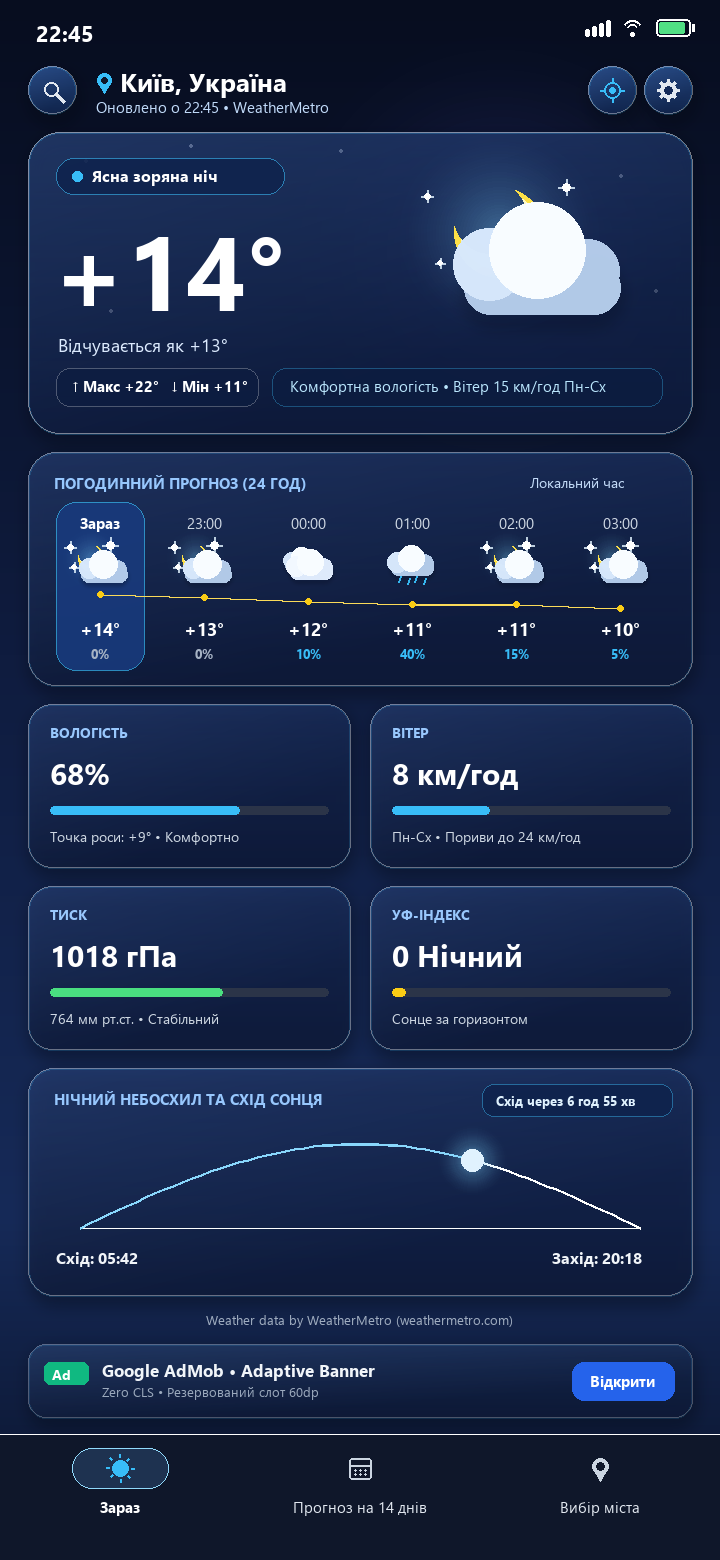 22:45
Київ, Україна
Оновлено о 22:45 • WeatherMetro
Ясна зоряна ніч
+14°
Відчувається як +13°
↑ Макс +22° ↓ Мін +11°
Комфортна вологість • Вітер 15 км/год Пн-Сх
ПОГОДИННИЙ ПРОГНОЗ (24 ГОД)
Локальний час
Зараз 23:00 00:00 01:00 02:00 03:00
+14° +13° +12° +11° +11° +10°
0% 0% 10% 40% 15% 5%
ВОЛОГІСТЬ
68%
Точка роси: +9° • Комфортно
ВІТЕР
8 км/год
Пн-Сх • Пориви до 24 км/год
ТИСК
1018 гПа
764 мм рт.ст. • Стабільний
УФ-ІНДЕКС
0 Нічний
Сонце за горизонтом
НІЧНИЙ НЕБОСХИЛ ТА СХІД СОНЦЯ
Схід через 6 год 55 хв
Схід: 05:42
Захід: 20:18
Weather data by WeatherMetro (weathermetro.com)
Ad
Google AdMob • Adaptive Banner
Zero CLS • Резервований слот 60dp
Відкрити
Зараз
Прогноз на 14 днів
Вибір міста